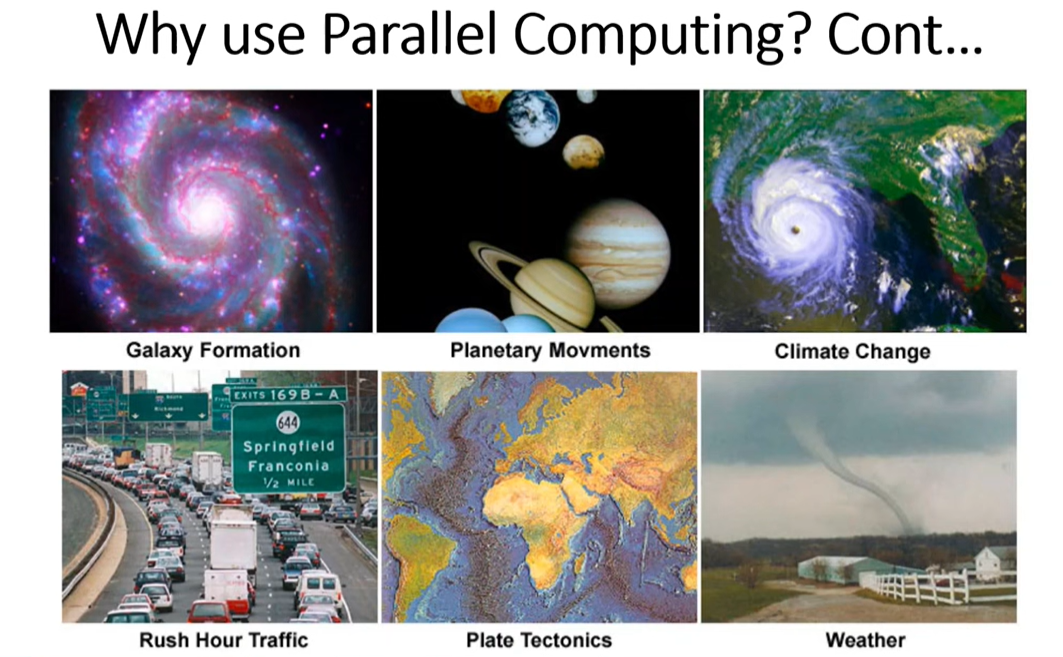 Why use Parallel Computing? Cont...
Galaxy Formation
Planetary Movments
Climate Change
EXITS 169B - A
644
Springfield
Franconia
1/2 MILE
Richmond
Rush Hour Traffic
Plate Tectonics
Weather